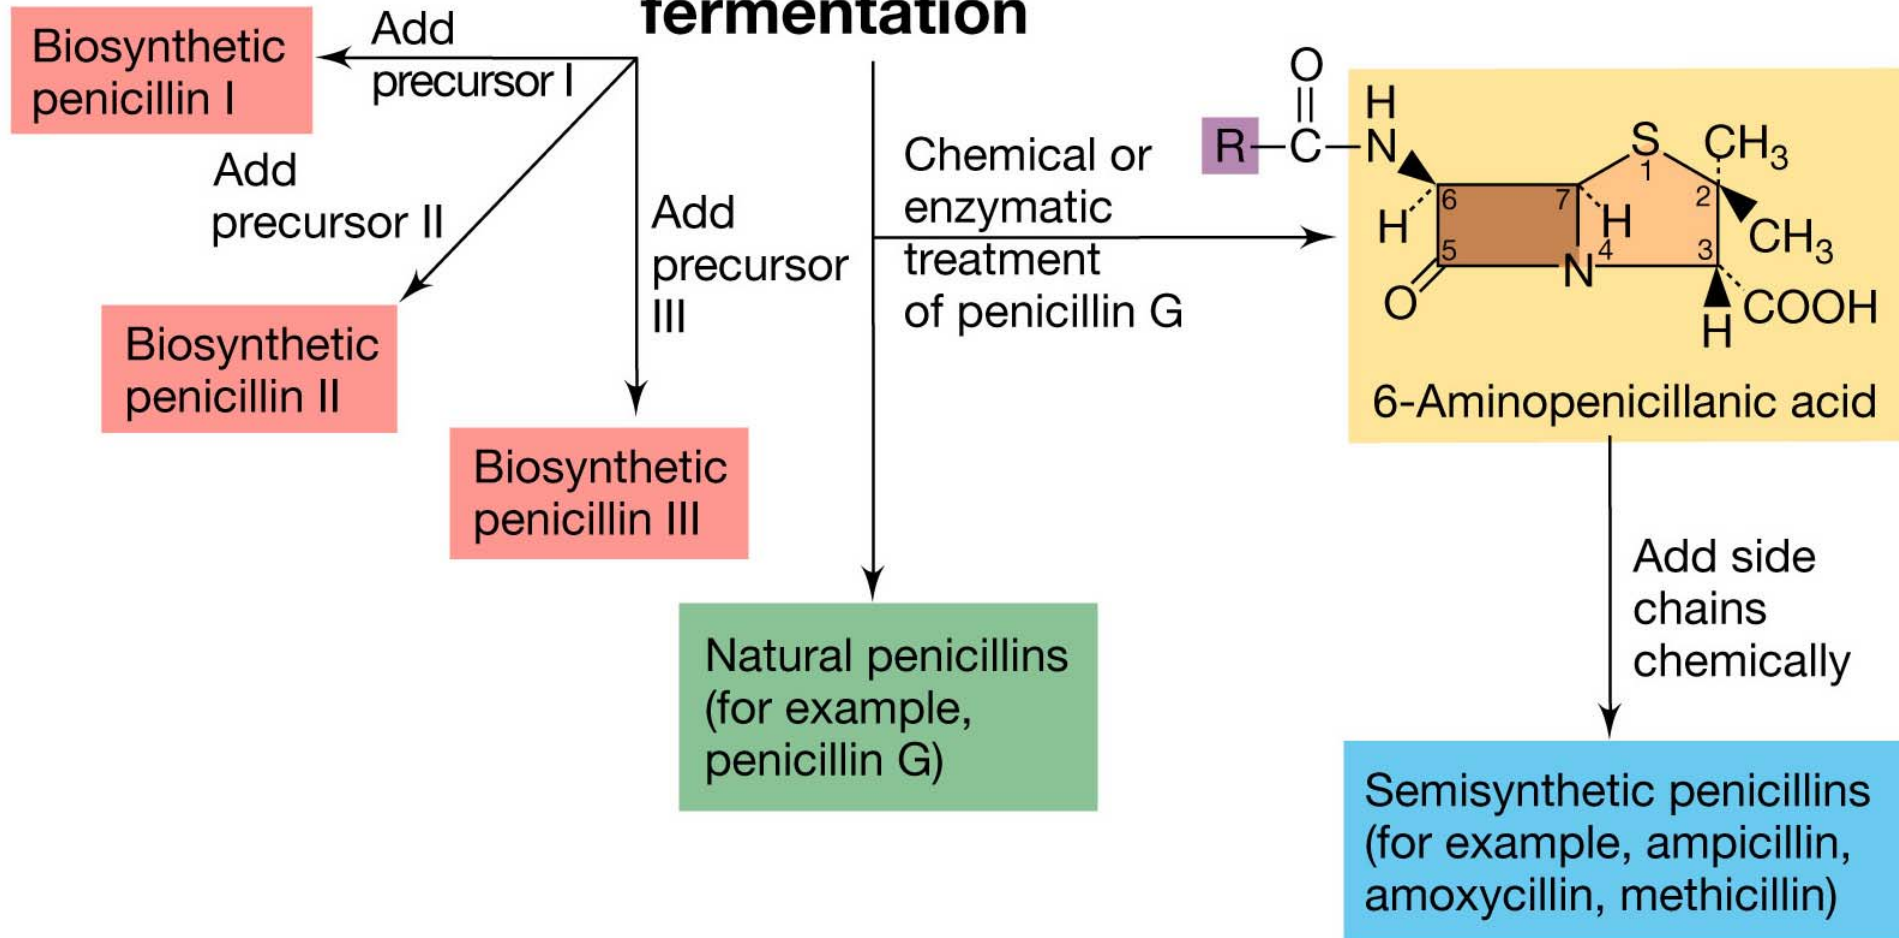 fermentation
Biosynthetic
penicillin I
Add
precursor I
Add
precursor II
Biosynthetic
penicillin II
Add
precursor
III
Biosynthetic
penicillin III
Chemical or
enzymatic
treatment
of penicillin G
Natural penicillins
(for example,
penicillin G)
O
H
R C N S CH3
1
6 7 2
H H CH3
5 4 3
N
O COOH
H
6-Aminopenicillanic acid
Add side
chains
chemically
Semisynthetic penicillins
(for example, ampicillin,
amoxycillin, methicillin)